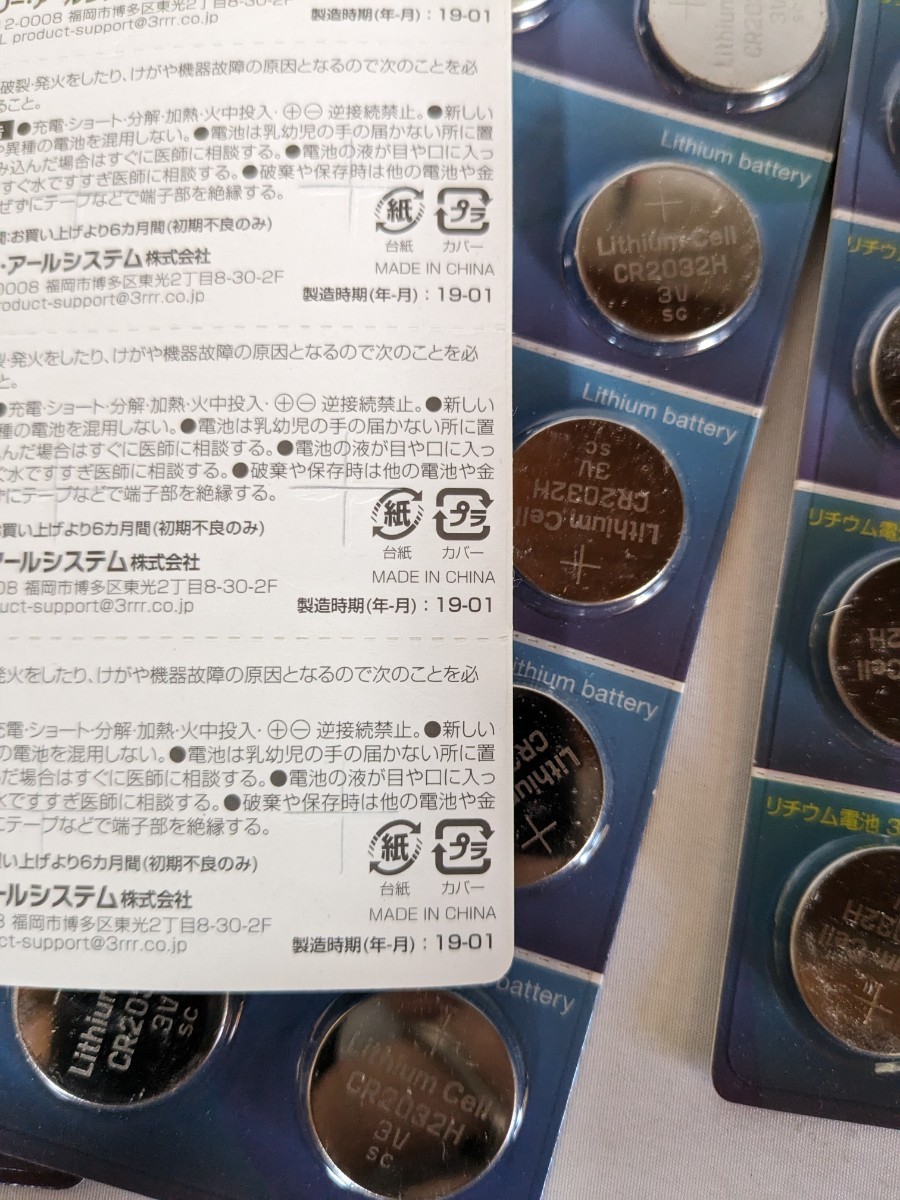 リー・アールシステム
12-0008 福岡市博多区東光2丁目8-30-2F
L product-support@3rrr.co.jp
製造時期(年-月)：19-01
破裂・発火をしたり、けがや機器故障の原因となるので次のことを必
ること。
●充電・ショート・分解・加熱・火中投入・⊕⊖ 逆接続禁止。●新しい
や異種の電池を混用しない。●電池は乳幼児の手の届かない所に置
み込んだ場合はすぐに医師に相談する。●電池の液が目や口に入っ
すぐ水ですすぎ医師に相談する。●破棄や保存時は他の電池や金
ぜずにテープなどで端子部を絶縁する。
間:お買い上げより6カ月間(初期不良のみ)
紙 プラ
台紙 カバー
・アールシステム株式会社
MADE IN CHINA
0008 福岡市博多区東光2丁目8-30-2F
roduct-support@3rrr.co.jp
製造時期(年-月)：19-01
裂・発火をしたり、けがや機器故障の原因となるので次のことを必
と。
●充電・ショート・分解・加熱・火中投入・⊕⊖ 逆接続禁止。●新しい
種の電池を混用しない。●電池は乳幼児の手の届かない所に置
んだ場合はすぐに医師に相談する。●電池の液が目や口に入っ
ぐ水ですすぎ医師に相談する。●破棄や保存時は他の電池や金
ずにテープなどで端子部を絶縁する。
お買い上げより6カ月間(初期不良のみ)
紙 プラ
台紙 カバー
アールシステム株式会社
MADE IN CHINA
008 福岡市博多区東光2丁目8-30-2F
duct-support@3rrr.co.jp
製造時期(年-月)：19-01
発火をしたり、けがや機器故障の原因となるので次のことを必
充電・ショート・分解・加熱・火中投入・⊕⊖ 逆接続禁止。●新しい
の電池を混用しない。●電池は乳幼児の手の届かない所に置
だ場合はすぐに医師に相談する。●電池の液が目や口に入っ
水ですすぎ医師に相談する。●破棄や保存時は他の電池や金
にテープなどで端子部を絶縁する。
買い上げより6カ月間(初期不良のみ)
紙 プラ
台紙 カバー
ールシステム株式会社
MADE IN CHINA
8 福岡市博多区東光2丁目8-30-2F
ct-support@3rrr.co.jp
製造時期(年-月)：19-01
Lithium battery
+
Lithium Cell
CR2032H
3V
SC
Lithium battery
+
Lithium Cell
CR2032H
3V
SC
ithium battery
+
Lithium
CR
battery
+
Lithium Cell
CR2032H
3V
SC
Lithium
CR203
3V
SC
リチウム
リチウム電
2H
Cell
リチウム電池 3
+
2032H
Cell